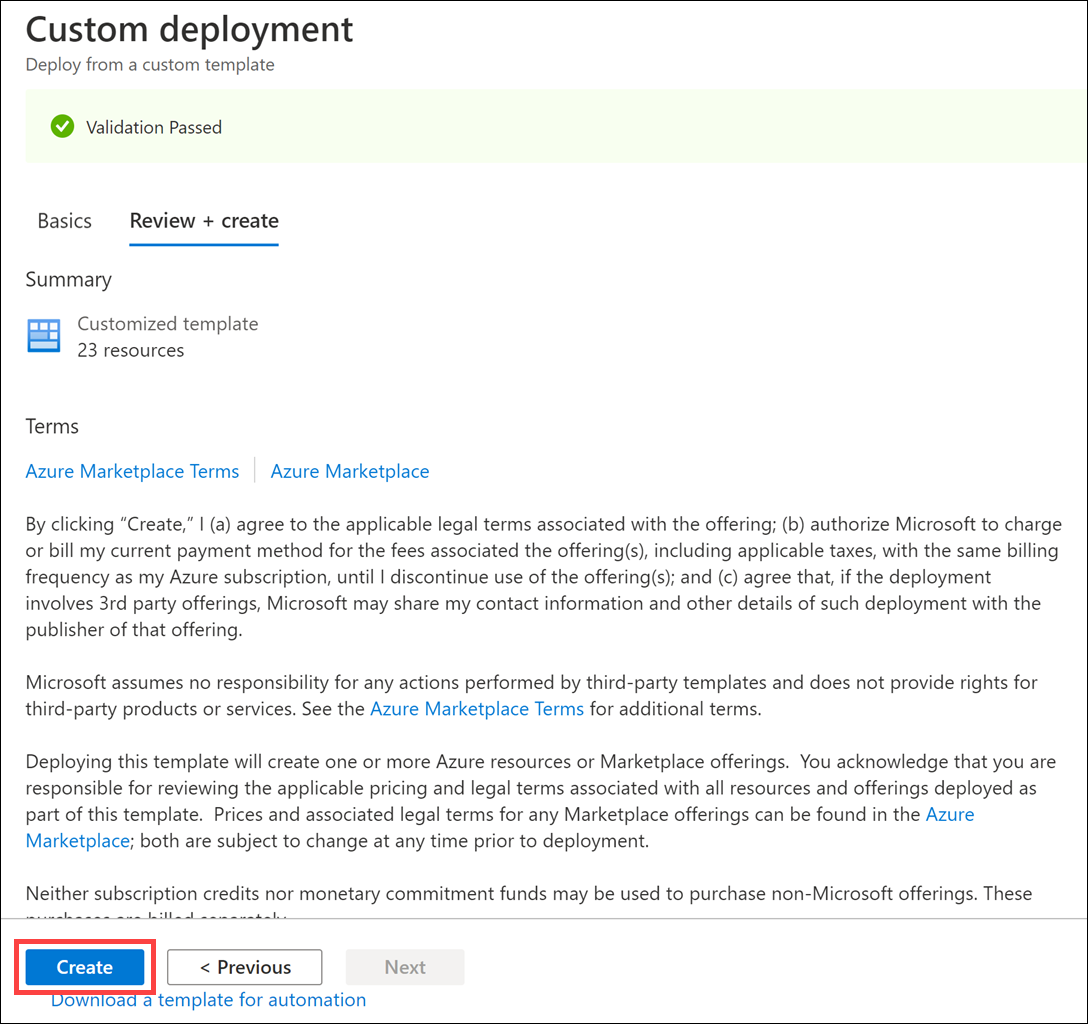 Custom deployment
Deploy from a custom template
Validation Passed
Basics Review + create
Summary
Customized template
23 resources
Terms
Azure Marketplace Terms Azure Marketplace
By clicking “Create,” I (a) agree to the applicable legal terms associated with the offering; (b) authorize Microsoft to charge
or bill my current payment method for the fees associated the offering(s), including applicable taxes, with the same billing
frequency as my Azure subscription, until I discontinue use of the offering(s); and (c) agree that, if the deployment
involves 3rd party offerings, Microsoft may share my contact information and other details of such deployment with the
publisher of that offering.
Microsoft assumes no responsibility for any actions performed by third-party templates and does not provide rights for
third-party products or services. See the Azure Marketplace Terms for additional terms.
Deploying this template will create one or more Azure resources or Marketplace offerings.  You acknowledge that you are
responsible for reviewing the applicable pricing and legal terms associated with all resources and offerings deployed as
part of this template.  Prices and associated legal terms for any Marketplace offerings can be found in the Azure
Marketplace; both are subject to change at any time prior to deployment.
Neither subscription credits nor monetary commitment funds may be used to purchase non-Microsoft offerings. These
purchases are billed separately.
Create < Previous Next
Download a template for automation